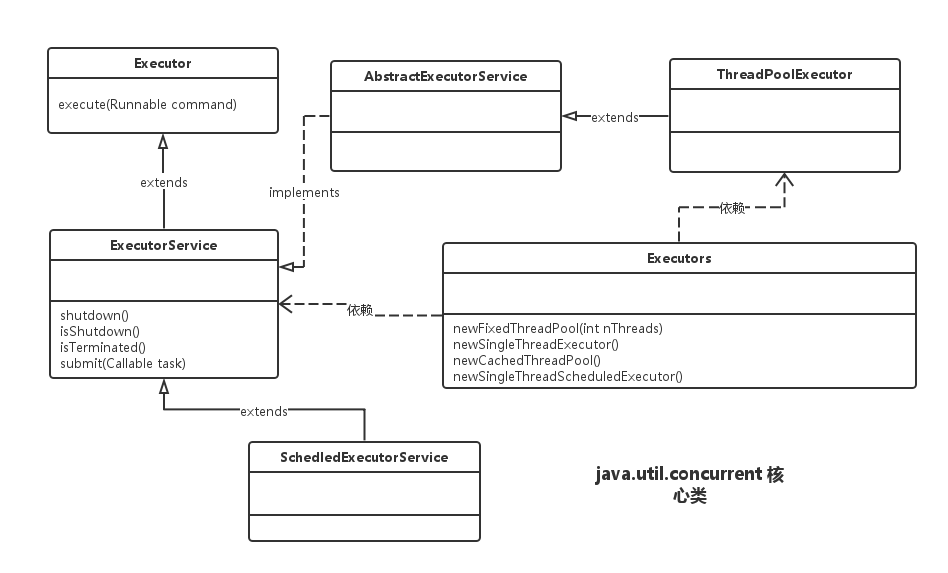 Executor
execute(Runnable command)
AbstractExecutorService
ThreadPoolExecutor
extends
extends
implements
依赖
ExecutorService
shutdown()
isShutdown()
isTerminated()
submit(Callable task)
依赖
Executors
newFixedThreadPool(int nThreads)
newSingleThreadExecutor()
newCachedThreadPool()
newSingleThreadScheduledExecutor()
extends
SchedledExecutorService
java.util.concurrent 核
心类